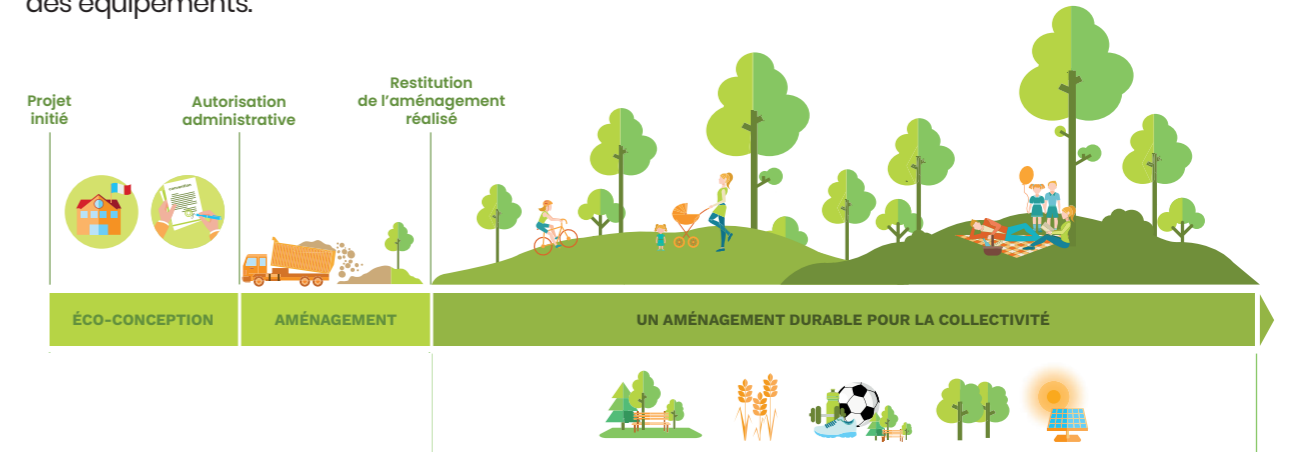 des équipements.
Projet
initié
Autorisation
administrative
Restitution
de l'aménagement
réalisé
ÉCO-CONCEPTION
AMÉNAGEMENT
UN AMÉNAGEMENT DURABLE POUR LA COLLECTIVITÉ